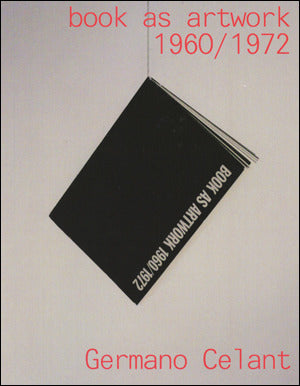 book as artwork
1960/1972
BOOK AS ARTWORK 1960/1972
Germano Celant